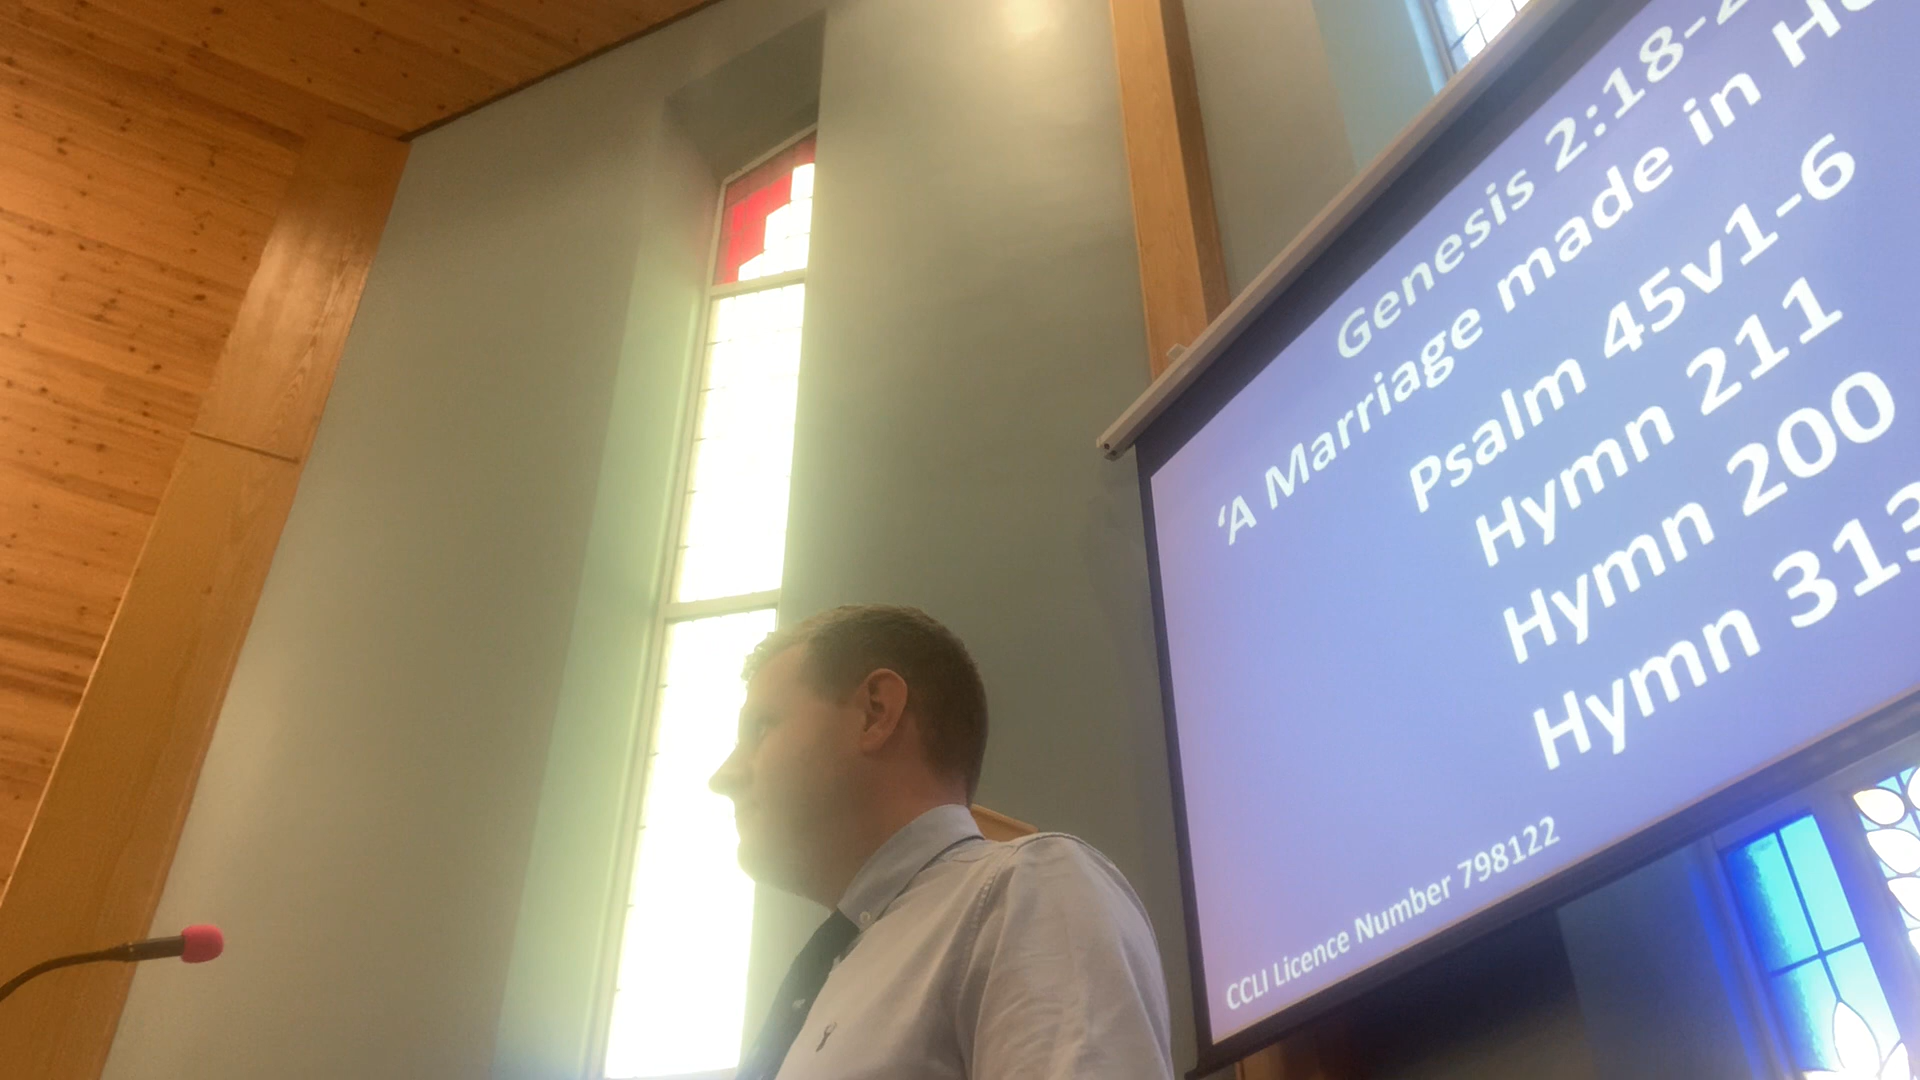 Genesis 2:18-2
'A Marriage made in
Psalm 45v1-6
Hymn 211
Hymn 200
Hymn 313
CCLI Licence Number 798122